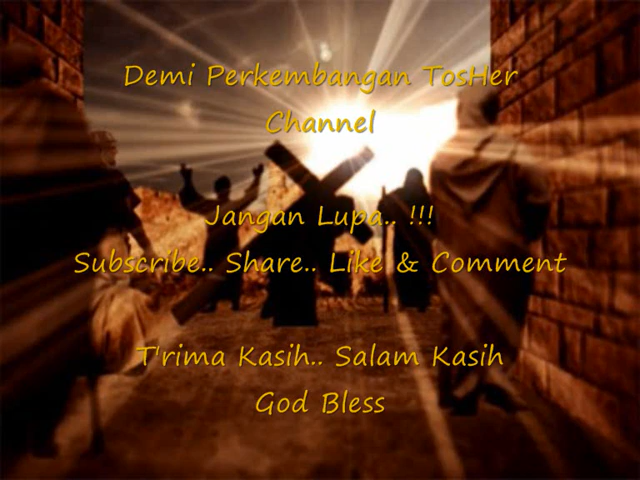 Demi Perkembangan TosHer
Channel
Jangan Lupa.. !!!
Subscribe.. Share.. Like & Comment
T'rima Kasih.. Salam Kasih
God Bless